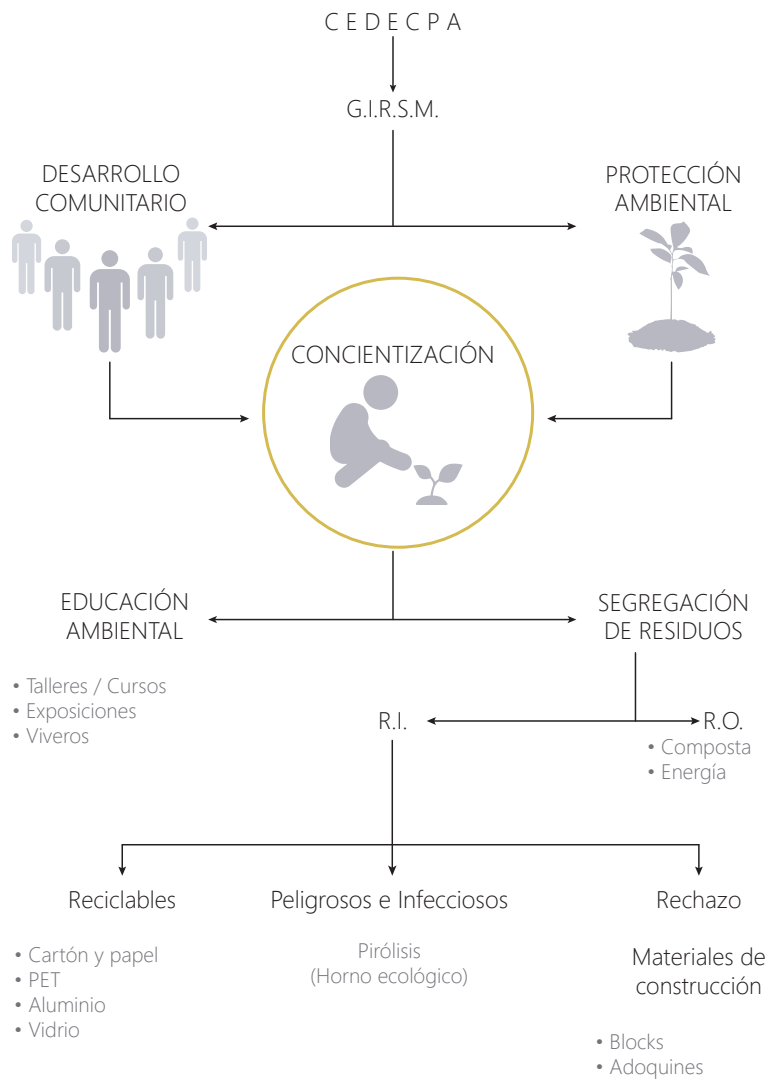 CEDECPA
G.I.R.S.M.
DESARROLLO
COMUNITARIO
PROTECCIÓN
AMBIENTAL
CONCIENTIZACIÓN
EDUCACIÓN
AMBIENTAL
• Talleres / Cursos
• Exposiciones
• Viveros
SEGREGACIÓN
DE RESIDUOS
R.I.
R.O.
• Composta
• Energía
Reciclables
• Cartón y papel
• PET
• Aluminio
• Vidrio
Peligrosos e Infecciosos
Pirólisis
(Horno ecológico)
Rechazo
Materiales de
construcción
• Blocks
• Adoquines